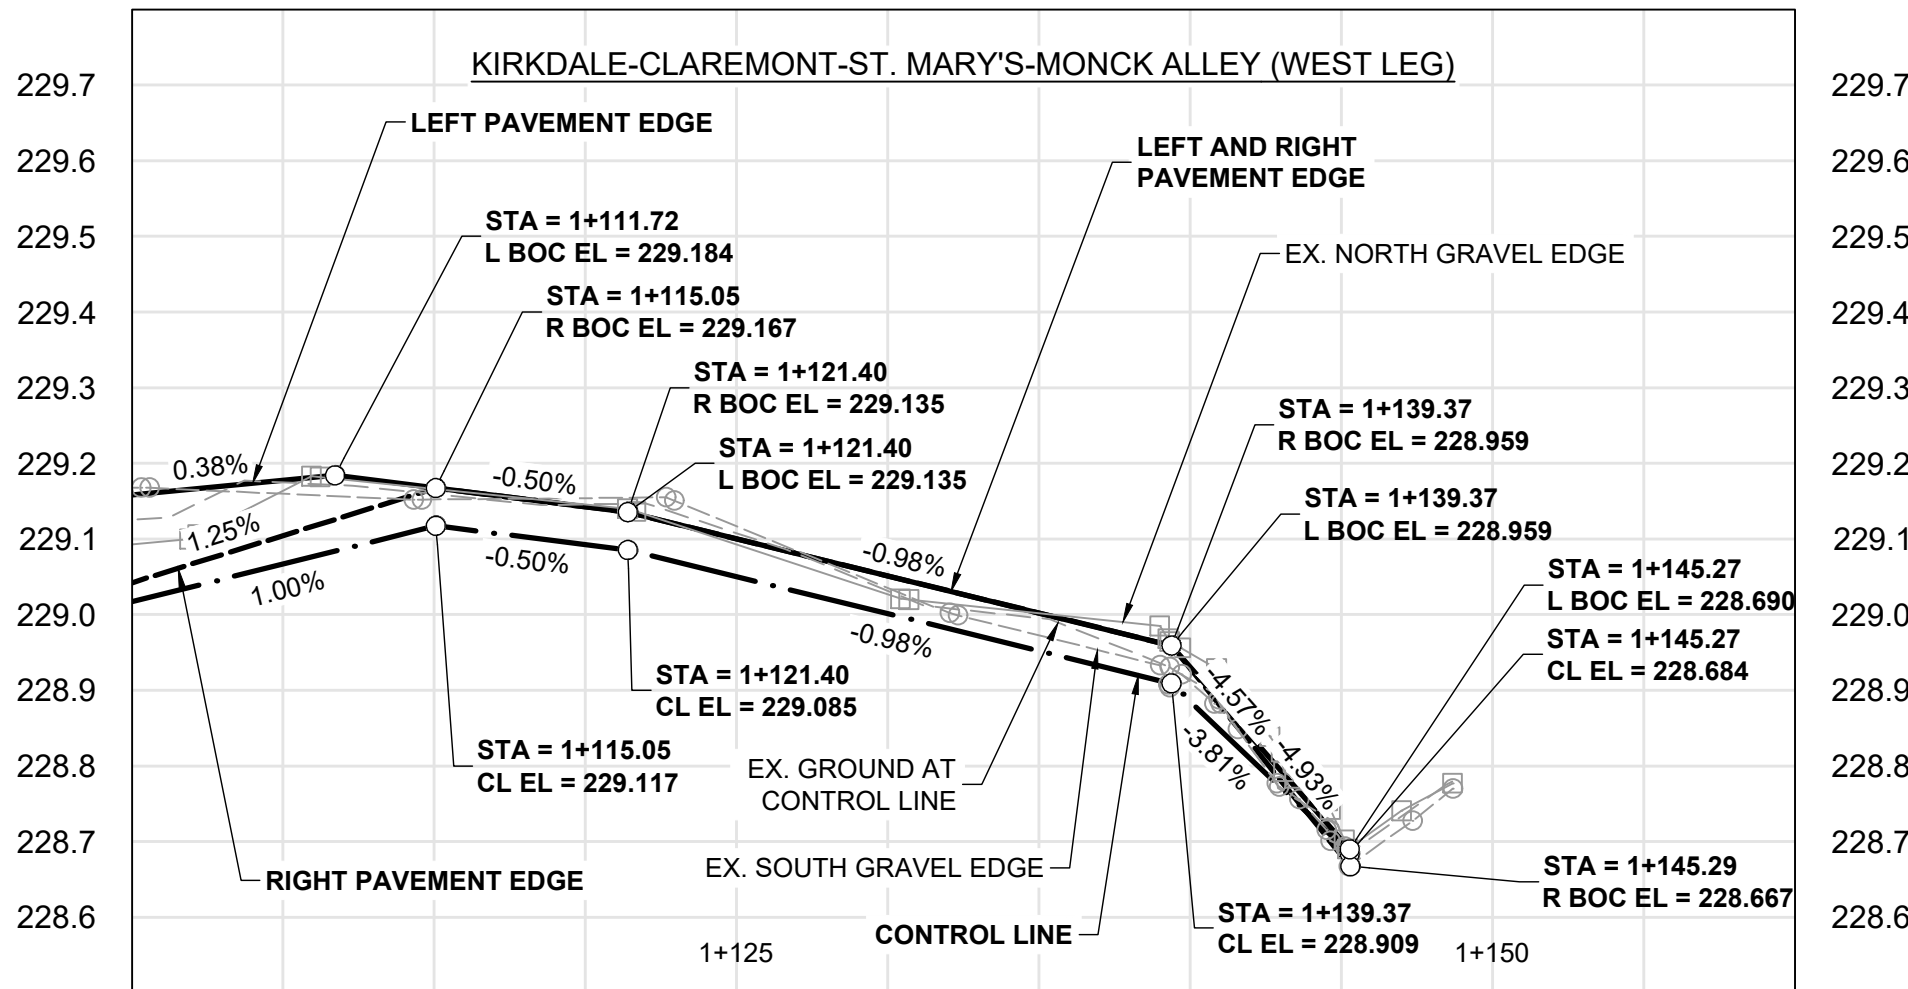 KIRKDALE-CLAREMONT-ST. MARY'S-MONCK ALLEY (WEST LEG)
229.7
229.7
LEFT PAVEMENT EDGE
LEFT AND RIGHT
PAVEMENT EDGE
229.6
229.6
STA = 1+111.72
L BOC EL = 229.184
229.5
229.5
EX. NORTH GRAVEL EDGE
STA = 1+115.05
R BOC EL = 229.167
229.4
229.4
STA = 1+121.40
R BOC EL = 229.135
229.3
229.3
STA = 1+139.37
R BOC EL = 228.959
STA = 1+121.40
L BOC EL = 229.135
229.2
229.2
0.38%
-0.50%
STA = 1+139.37
L BOC EL = 228.959
229.1
229.1
1.25%
-0.50%
-0.98%
1.00%
STA = 1+145.27
L BOC EL = 228.690
229.0
229.0
-0.98%
STA = 1+145.27
CL EL = 228.684
STA = 1+121.40
CL EL = 229.085
228.9
228.9
-4.57%
-3.81%
-4.93%
STA = 1+115.05
CL EL = 229.117
EX. GROUND AT
CONTROL LINE
228.8
228.8
228.7
228.7
RIGHT PAVEMENT EDGE
EX. SOUTH GRAVEL EDGE
STA = 1+145.29
R BOC EL = 228.667
228.6
228.6
CONTROL LINE
STA = 1+139.37
CL EL = 228.909
1+125
1+150